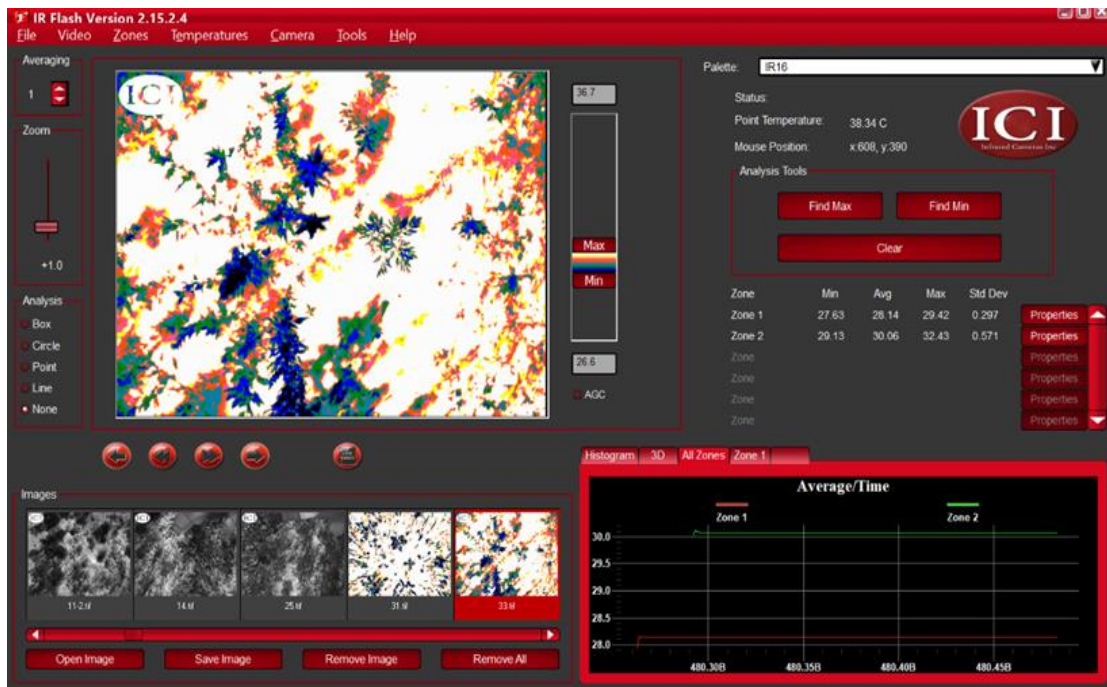 IR Flash Version 2.15.2.4
File Video Zones Temperatures Camera Tools Help
Averaging
1
Zoom
+1.0
Analysis
Box
Circle
Point
Line
None
ICI
36.7
Max
Min
26.6
AGC
Palette: IR16
Status:
Point Temperature: 38.34 C
Mouse Position: x:608, y:390
ICI
Infrared Cameras Inc
Analysis Tools
Find Max Find Min
Clear
Zone Min Avg Max Std Dev
Zone 1 27.63 28.14 29.42 0.297 Properties
Zone 2 29.13 30.06 32.43 0.571 Properties
Zone Properties
Zone Properties
Zone Properties
Zone Properties
Images
ICI ICI ICI
11-2.tif 14.tif 25.tif 31.tif 33.tif
Open Image Save Image Remove Image Remove All
Histogram 3D All Zones Zone 1
Average/Time
Zone 1 Zone 2
30.0
29.5
29.0
28.5
28.0
480.30B 480.35B 480.40B 480.45B